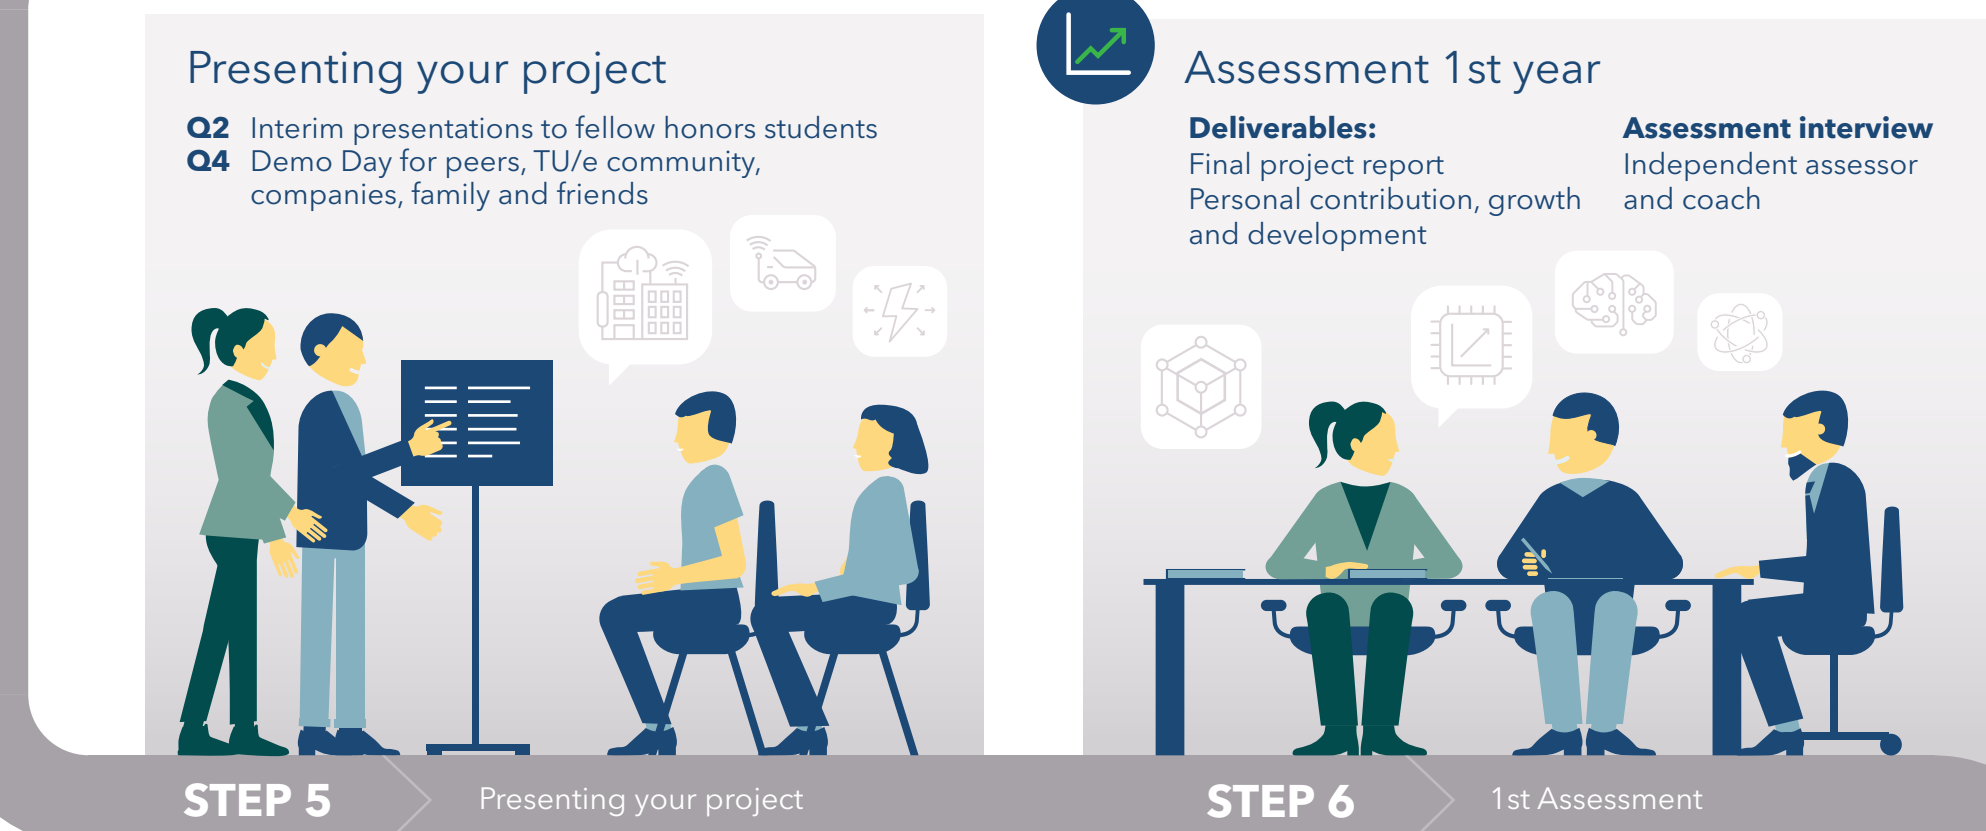 Presenting your project
Q2 Interim presentations to fellow honors students
Q4 Demo Day for peers, TU/e community,
companies, family and friends
Assessment 1st year
Deliverables:
Final project report
Personal contribution, growth
and development
Assessment interview
Independent assessor
and coach
STEP 5
Presenting your project
STEP 6
1st Assessment